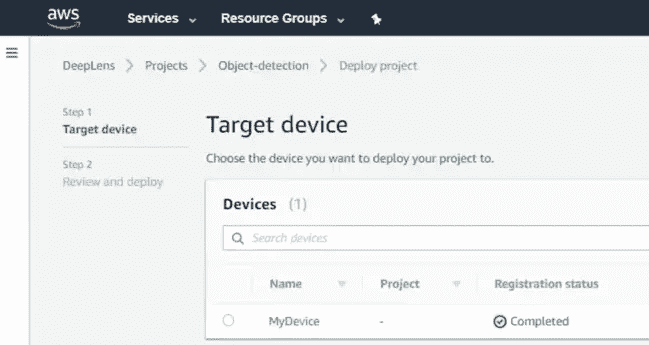 aws Services Resource Groups
DeepLens Projects Object-detection Deploy project
Step 1
Target device
Step 2
Review and deploy
Target device
Choose the device you want to deploy your project to.
Devices (1)
Search devices
Name Project Registration status
MyDevice - Completed